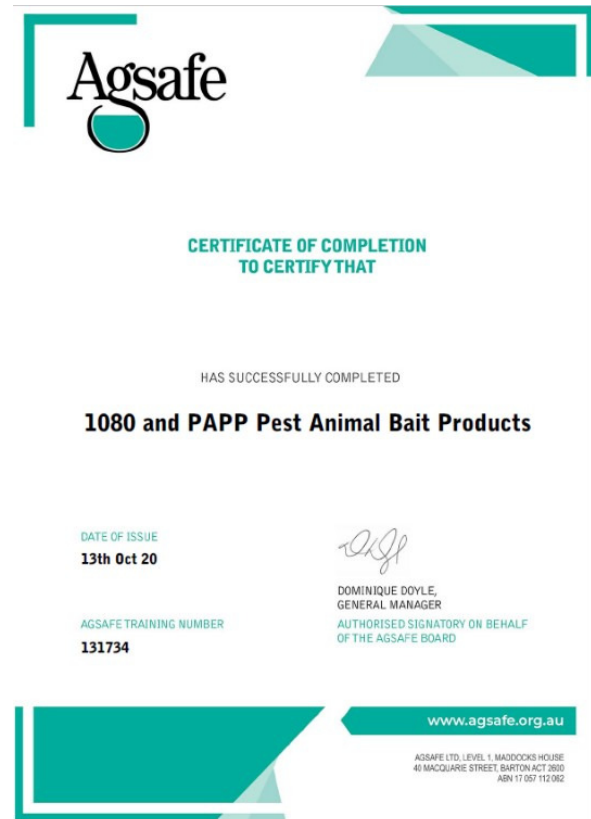 Agsafe
CERTIFICATE OF COMPLETION
TO CERTIFY THAT
HAS SUCCESSFULLY COMPLETED
1080 and PAPP Pest Animal Bait Products
DATE OF ISSUE
13th Oct 20
DOMINIQUE DOYLE,
GENERAL MANAGER
AGSAFE TRAINING NUMBER
131734
AUTHORISED SIGNATORY ON BEHALF
OF THE AGSAFE BOARD
www.agsafe.org.au
AGSAFE LTD, LEVEL 1, MADDOCKS HOUSE
40 MACQUARIE STREET, BARTON ACT 2600
ABN 17 057 112 062